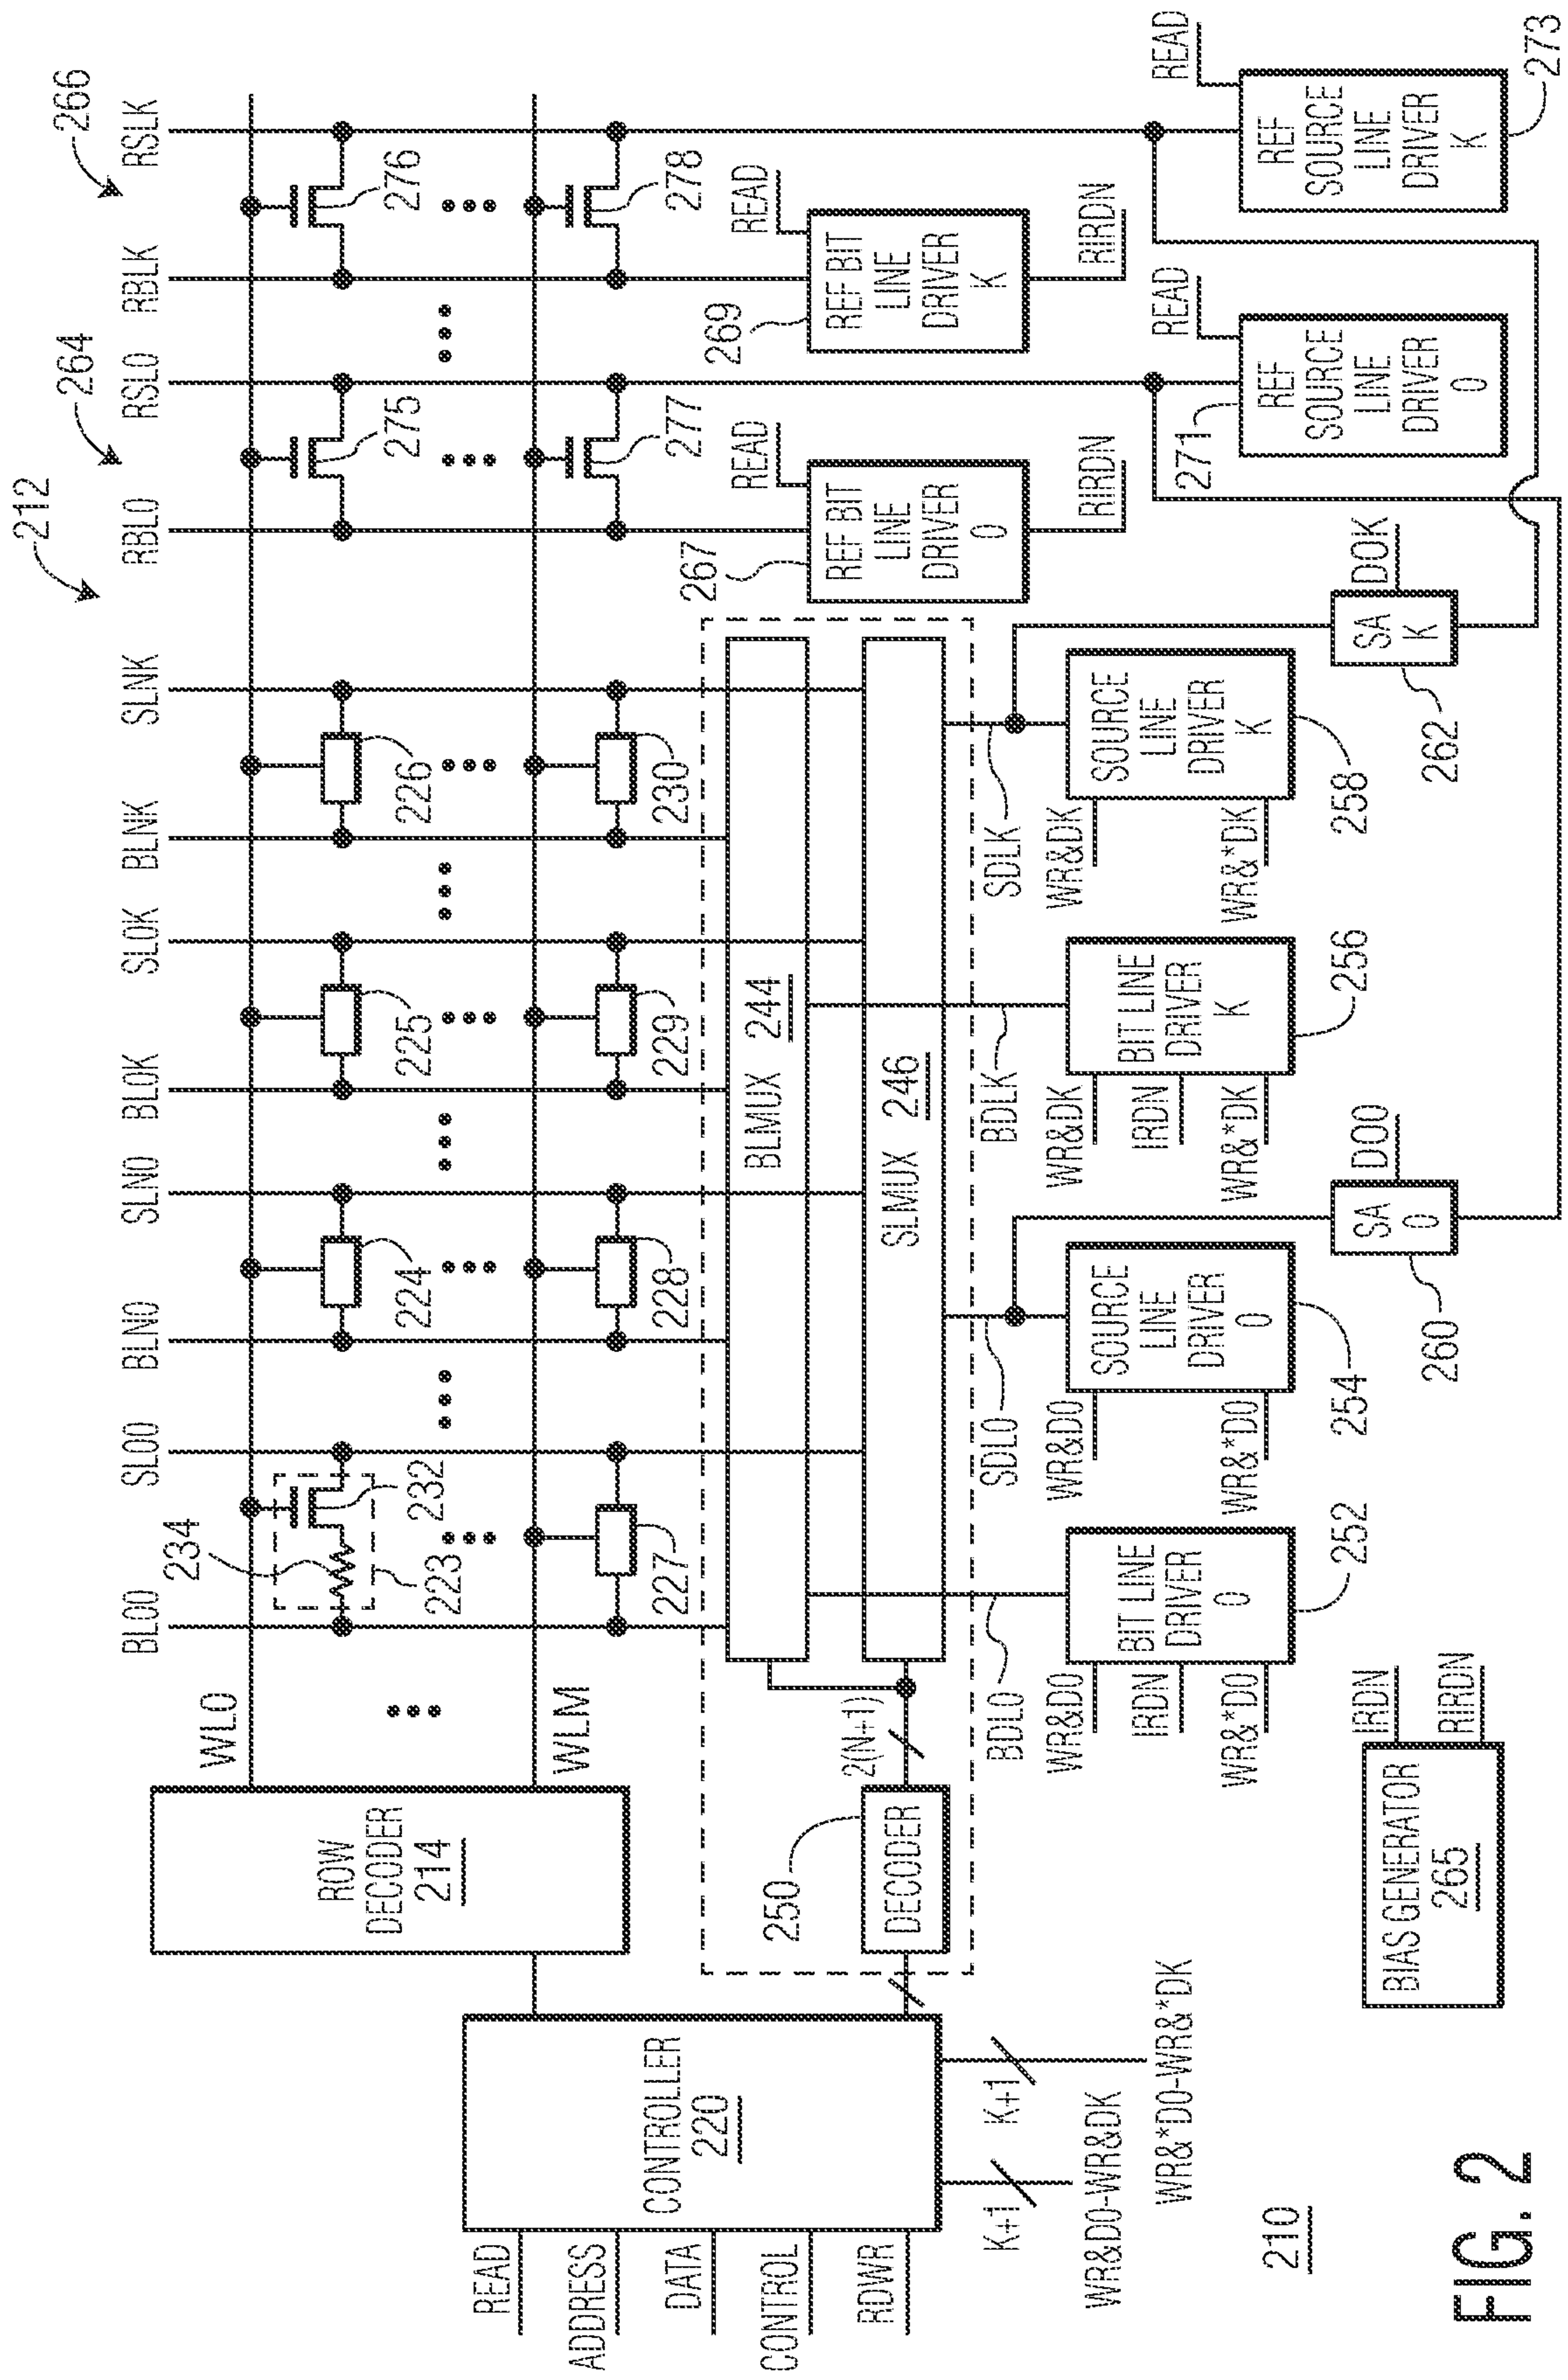 212
264
266
BL00
SL00
BLN0
SLN0
BL0K
SL0K
BLNK
SLNK
RBL0
RSL0
RBLK
RSLK
WL0
234
232
223
224
225
226
275
276
ROW
DECODER
214
WLM
227
228
229
230
277
278
READ
ADDRESS
DATA
CONTROL
RDWR
CONTROLLER
220
250
DECODER
2(N+1)
BLMUX 244
SLMUX 246
267
REF BIT
LINE
DRIVER
0
READ
RIRDN
269
REF BIT
LINE
DRIVER
K
READ
RIRDN
K+1
K+1
WR&D0-WR&DK
WR&*D0-WR&*DK
BDL0
SDL0
BDLK
SDLK
WR&D0
IRDN
WR&*D0
BIT LINE
DRIVER
0
252
WR&D0
WR&*D0
SOURCE
LINE
DRIVER
0
254
WR&DK
IRDN
WR&*DK
BIT LINE
DRIVER
K
256
WR&DK
WR&*DK
SOURCE
LINE
DRIVER
K
258
271
REF
SOURCE
LINE
DRIVER
0
READ
REF
SOURCE
LINE
DRIVER
K
READ
273
BIAS GENERATOR
265
IRDN
RIRDN
SA
0
DO0
260
SA
K
DOK
262
210
FIG. 2